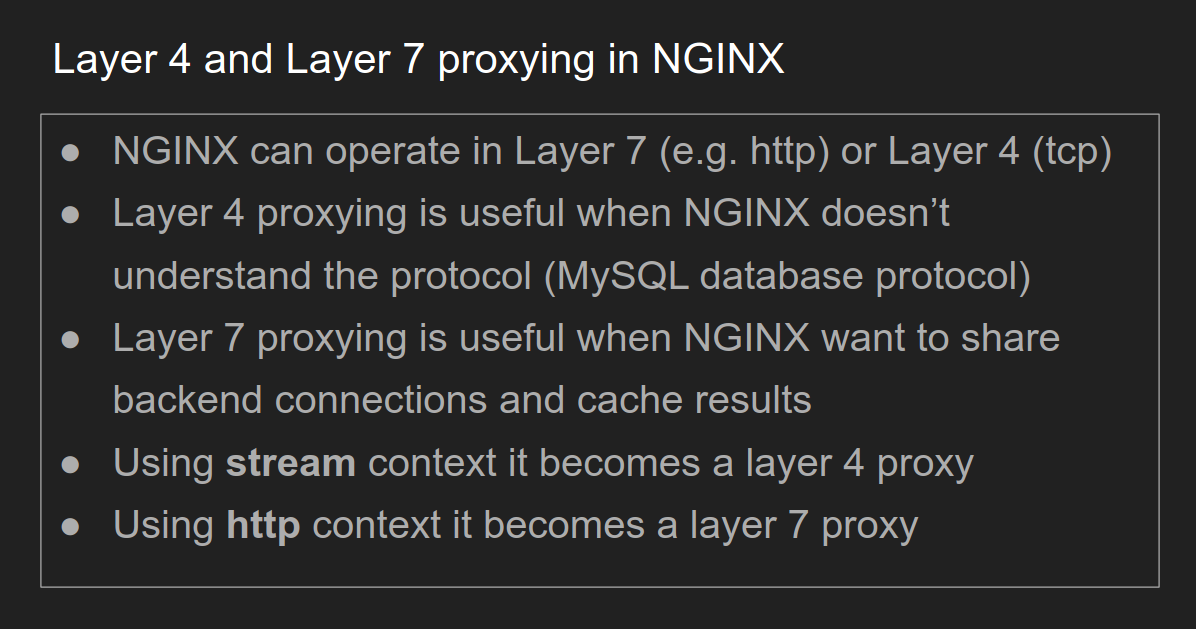 Layer 4 and Layer 7 proxying in NGINX
● NGINX can operate in Layer 7 (e.g. http) or Layer 4 (tcp)
● Layer 4 proxying is useful when NGINX doesn’t
understand the protocol (MySQL database protocol)
● Layer 7 proxying is useful when NGINX want to share
backend connections and cache results
● Using stream context it becomes a layer 4 proxy
● Using http context it becomes a layer 7 proxy